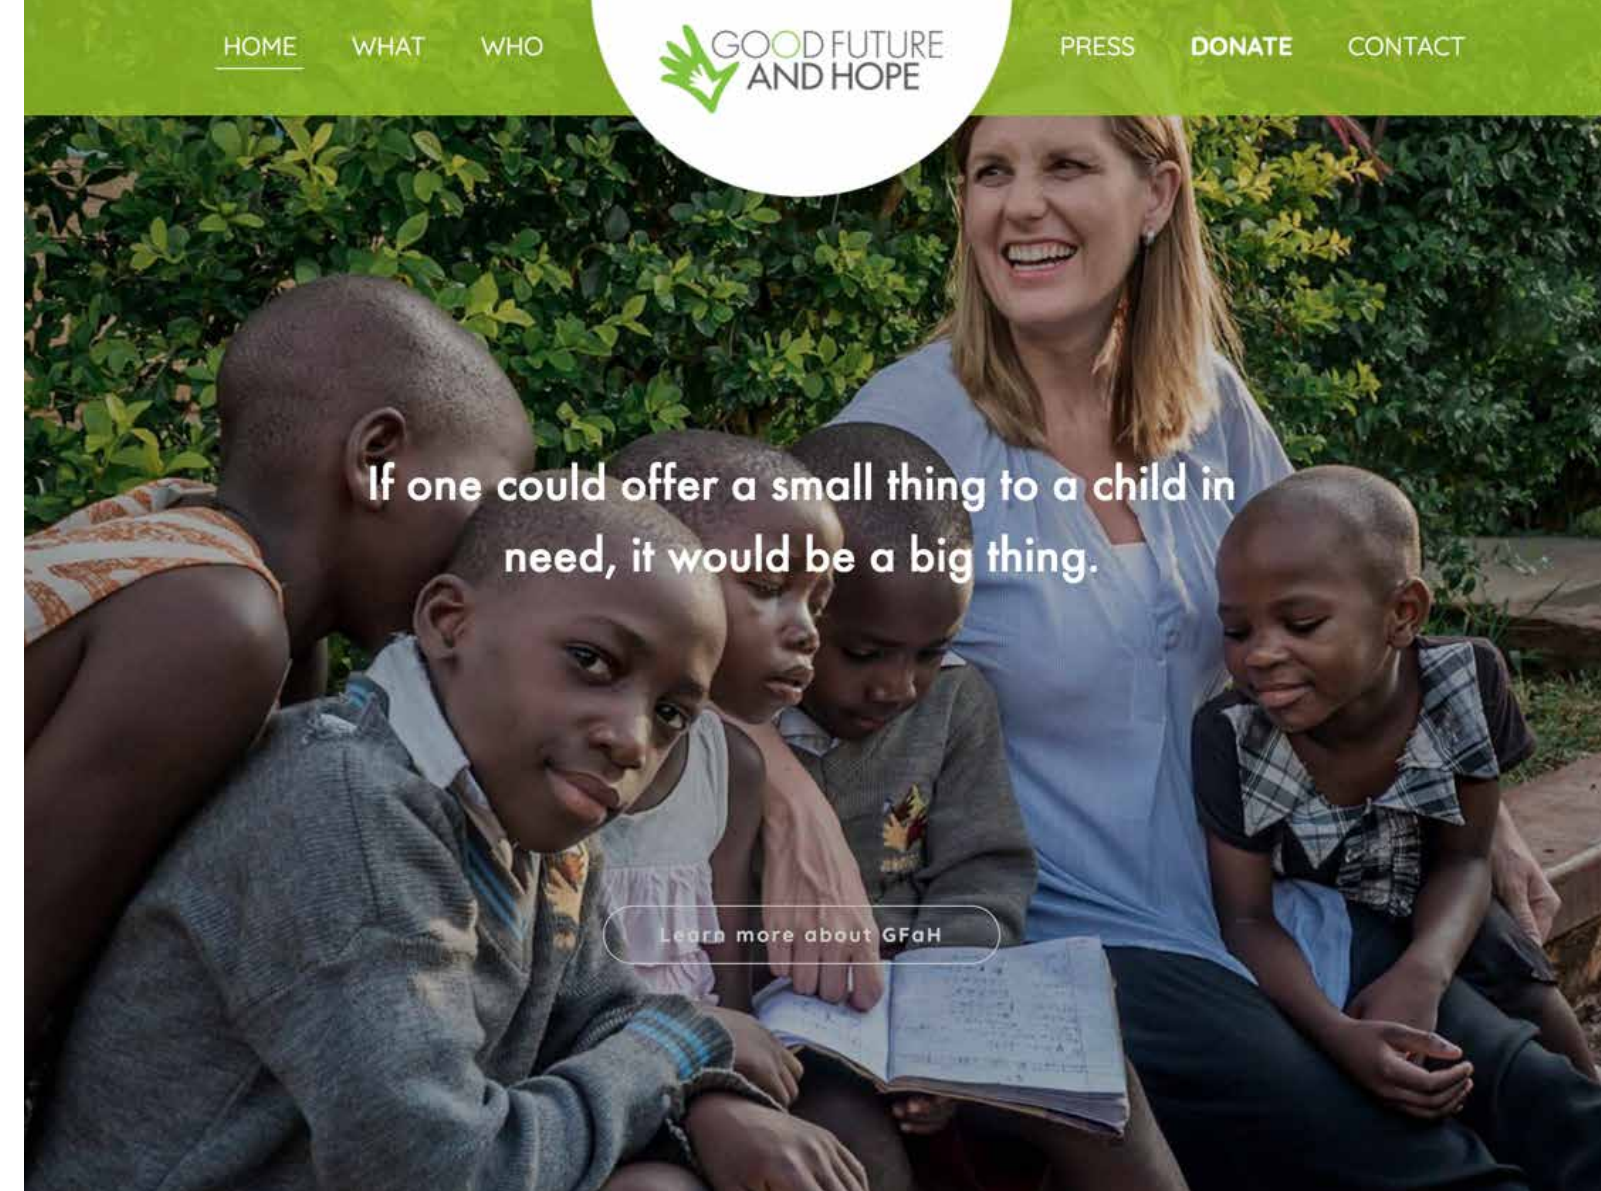 HOME
WHAT
WHO
GOOD FUTURE
AND HOPE
PRESS
DONATE
CONTACT
If one could offer a small thing to a child in
need, it would be a big thing.
Learn more about GFaH